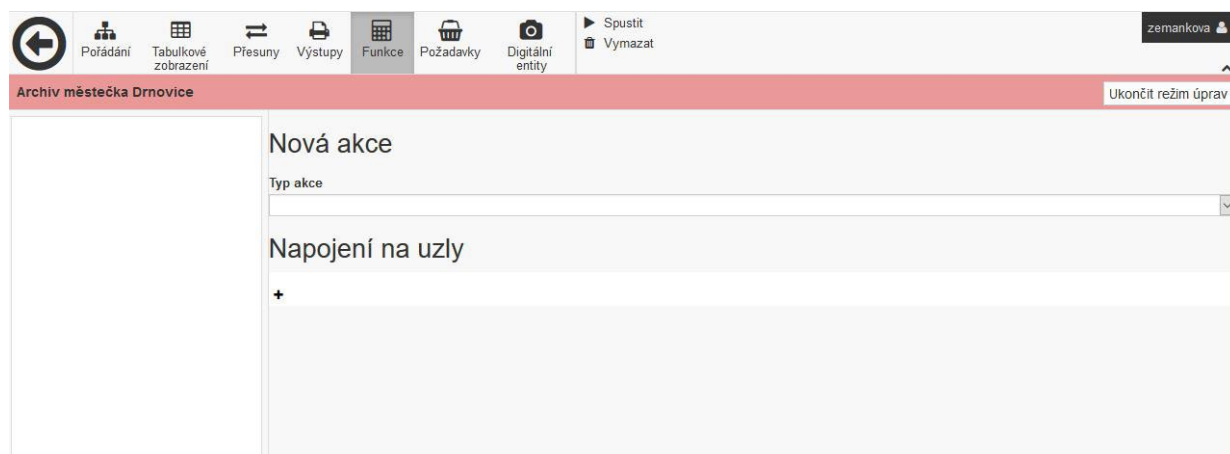 Pořádání
Tabulkové
zobrazení
Přesuny
Výstupy
Funkce
Požadavky
Digitální
entity
Spustit
Vymazat
zemankova
Archiv městečka Drnovice
Ukončit režim úprav
Nová akce
Typ akce
Napojení na uzly
+